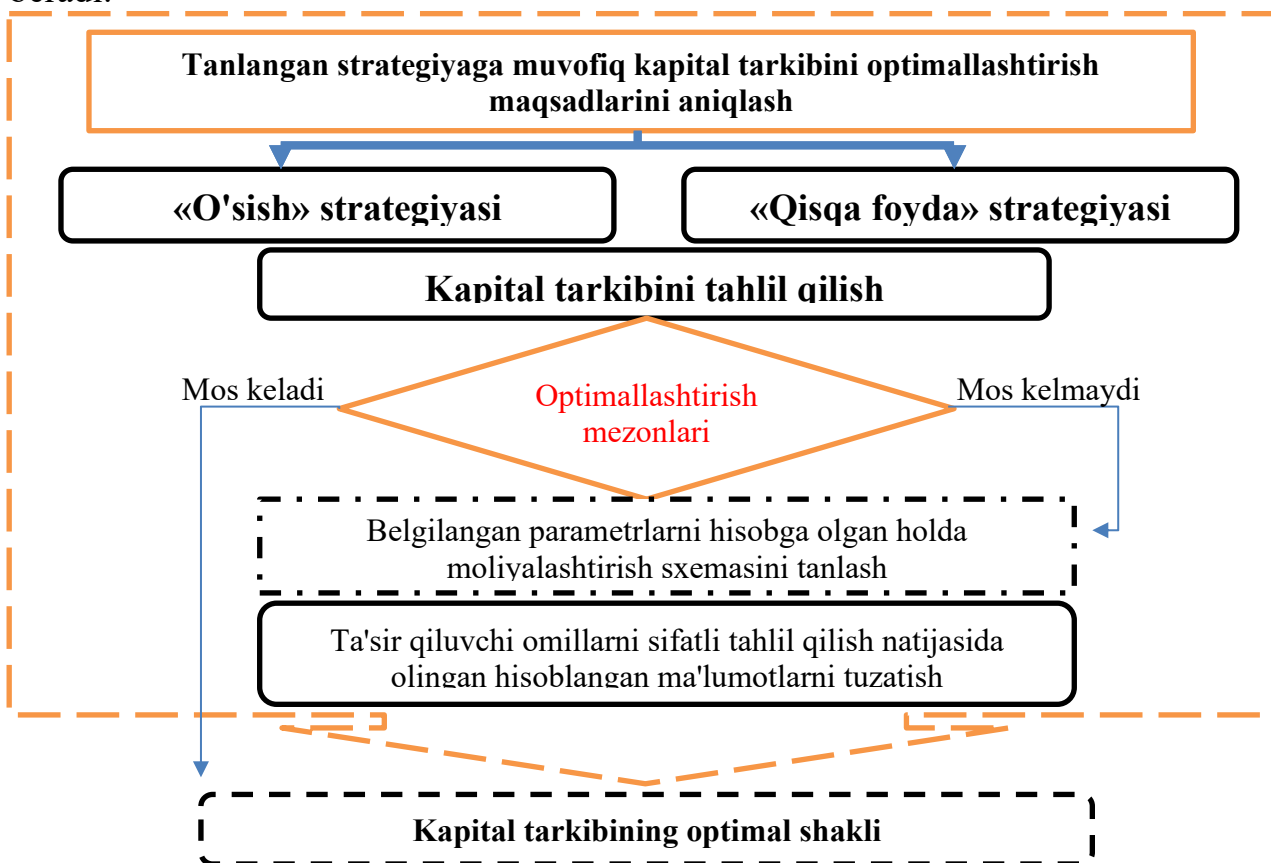 Tanlangan strategiyaga muvofiq kapital tarkibini optimallashtirish
maqsadlarini aniqlash
«O'sish» strategiyasi
«Qisqa foyda» strategiyasi
Kapital tarkibini tahlil qilish
Mos keladi
Optimallashtirish
mezonlari
Mos kelmaydi
Belgilangan parametrlarni hisobga olgan holda
moliyalashtirish sxemasini tanlash
Ta'sir qiluvchi omillarni sifatli tahlil qilish natijasida
olingan hisoblangan ma'lumotlarni tuzatish
Kapital tarkibining optimal shakli